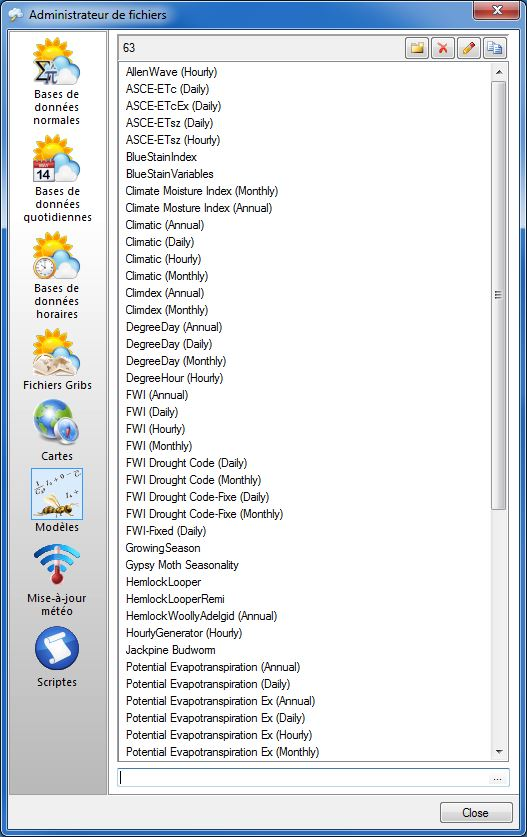 Administrateur de fichiers
63
Bases de
données
normales
MAY
14
Bases de
données
quotidiennes
Bases de
données
horaires
Fichiers Gribs
Cartes
Modèles
Mise-à-jour
météo
Scriptes
AllenWave (Hourly)
ASCE-ETc (Daily)
ASCE-ETcEx (Daily)
ASCE-ETsz (Daily)
ASCE-ETsz (Hourly)
BlueStainIndex
BlueStainVariables
Climate Moisture Index (Monthly)
Climate Mosture Index (Annual)
Climatic (Annual)
Climatic (Daily)
Climatic (Hourly)
Climatic (Monthly)
Climdex (Annual)
Climdex (Monthly)
DegreeDay (Annual)
DegreeDay (Daily)
DegreeDay (Monthly)
DegreeHour (Hourly)
FWI (Annual)
FWI (Daily)
FWI (Hourly)
FWI (Monthly)
FWI Drought Code (Daily)
FWI Drought Code (Monthly)
FWI Drought Code-Fixe (Daily)
FWI Drought Code-Fixe (Monthly)
FWI-Fixed (Daily)
GrowingSeason
Gypsy Moth Seasonality
HemlockLooper
HemlockLooperRemi
HemlockWoollyAdelgid (Annual)
HourlyGenerator (Hourly)
Jackpine Budworm
Potential Evapotranspiration (Annual)
Potential Evapotranspiration (Daily)
Potential Evapotranspiration Ex (Annual)
Potential Evapotranspiration Ex (Daily)
Potential Evapotranspiration Ex (Hourly)
Potential Evapotranspiration Ex (Monthly)
...
Close